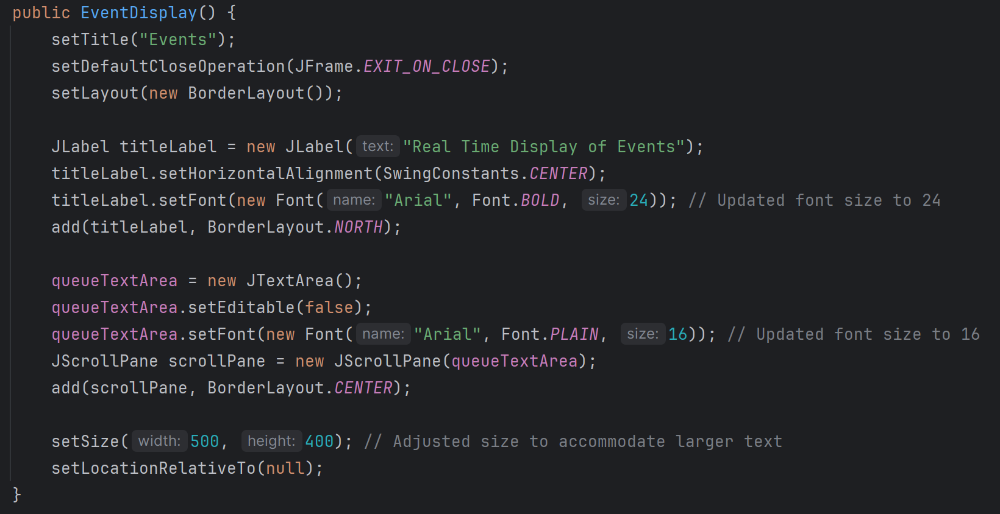 public EventDisplay() {
setTitle("Events");
setDefaultCloseOperation(JFrame.EXIT_ON_CLOSE);
setLayout(new BorderLayout());
JLabel titleLabel = new JLabel( text: "Real Time Display of Events");
titleLabel.setHorizontalAlignment(SwingConstants.CENTER);
titleLabel.setFont(new Font( name: "Arial", Font.BOLD, size: 24)); // Updated font size to 24
add(titleLabel, BorderLayout.NORTH);
queueTextArea = new JTextArea();
queueTextArea.setEditable(false);
queueTextArea.setFont(new Font( name: "Arial", Font.PLAIN, size: 16)); // Updated font size to 16
JScrollPane scrollPane = new JScrollPane(queueTextArea);
add(scrollPane, BorderLayout.CENTER);
setSize( width: 500, height: 400); // Adjusted size to accommodate larger text
setLocationRelativeTo(null);
}